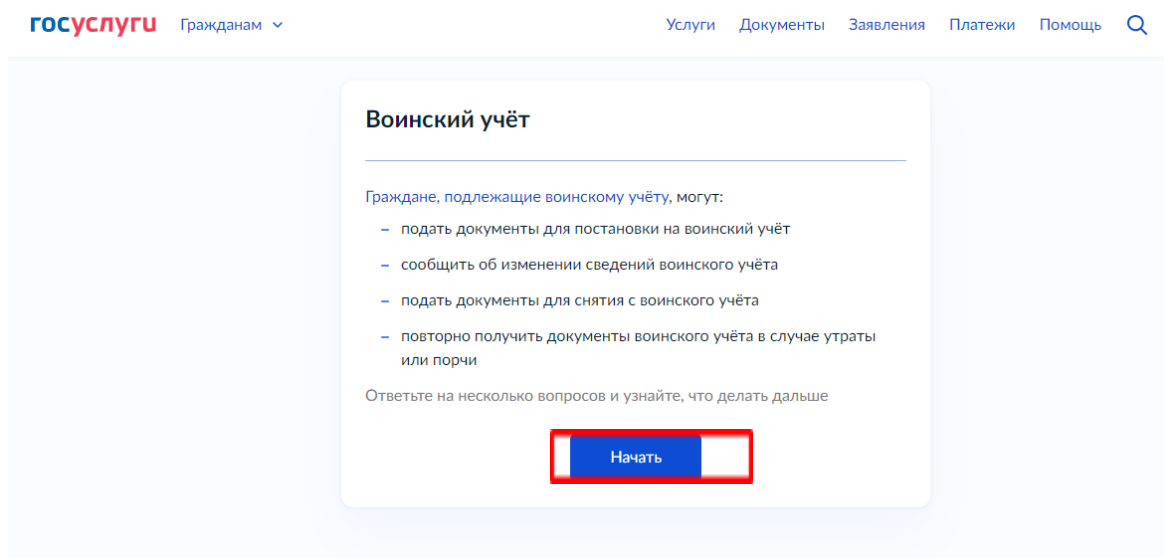 госуслуги Гражданам Услуги Документы Заявления Платежи Помощь
Воинский учёт
Граждане, подлежащие воинскому учёту, могут:
– подать документы для постановки на воинский учёт
– сообщить об изменении сведений воинского учёта
– подать документы для снятия с воинского учёта
– повторно получить документы воинского учёта в случае утраты
или порчи
Ответьте на несколько вопросов и узнайте, что делать дальше
Начать